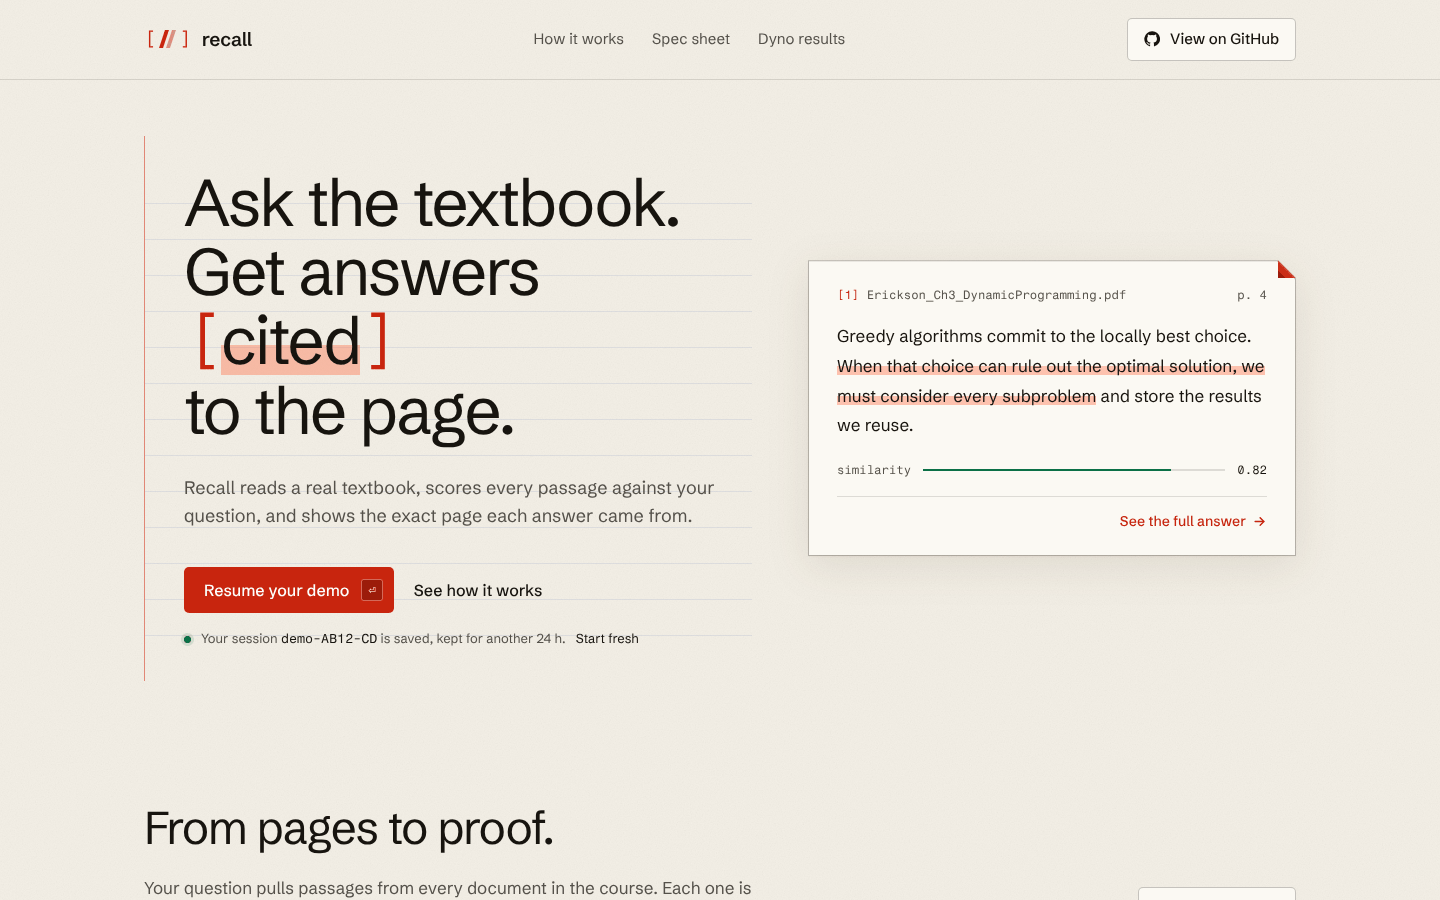 [//] recall
How it works
Spec sheet
Dyno results
View on GitHub
Ask the textbook.
Get answers
[cited]
to the page.
Recall reads a real textbook, scores every passage against your
question, and shows the exact page each answer came from.
Resume your demo ⏎
See how it works
Your session demo-AB12-CD is saved, kept for another 24 h. Start fresh
[1] Erickson_Ch3_DynamicProgramming.pdf p. 4
Greedy algorithms commit to the locally best choice.
When that choice can rule out the optimal solution, we
must consider every subproblem and store the results
we reuse.
similarity 0.82
See the full answer →
From pages to proof.
Your question pulls passages from every document in the course. Each one is